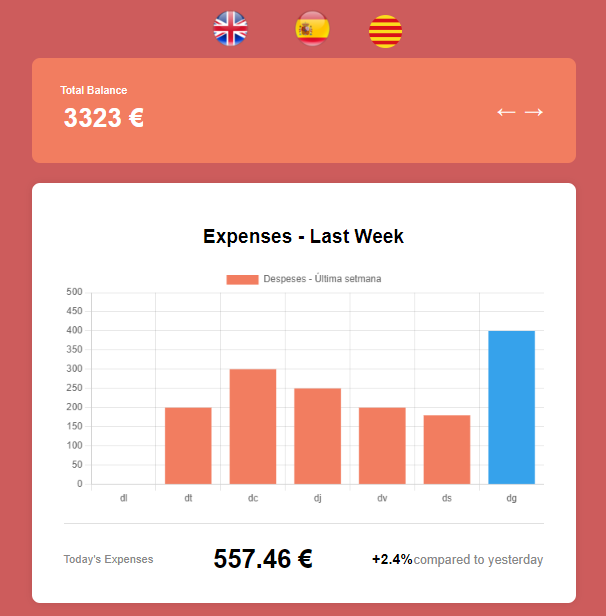 Total Balance
3323 €
← →
Expenses - Last Week
Despeses - Última setmana
500
450
400
350
300
250
200
150
100
50
0
dl dt dc dj dv ds dg
Today's Expenses 557.46 € +2.4%compared to yesterday